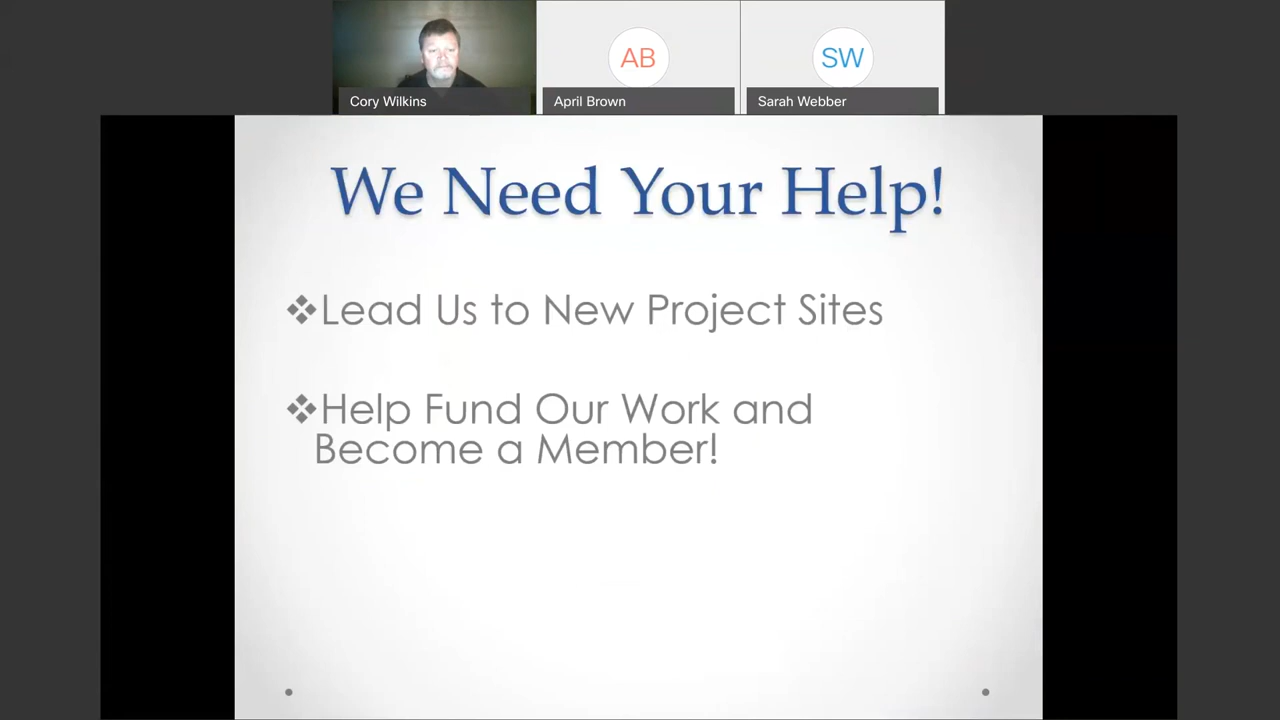 AB
SW
Cory Wilkins
April Brown
Sarah Webber
We Need Your Help!
❖Lead Us to New Project Sites
❖Help Fund Our Work and
Become a Member!